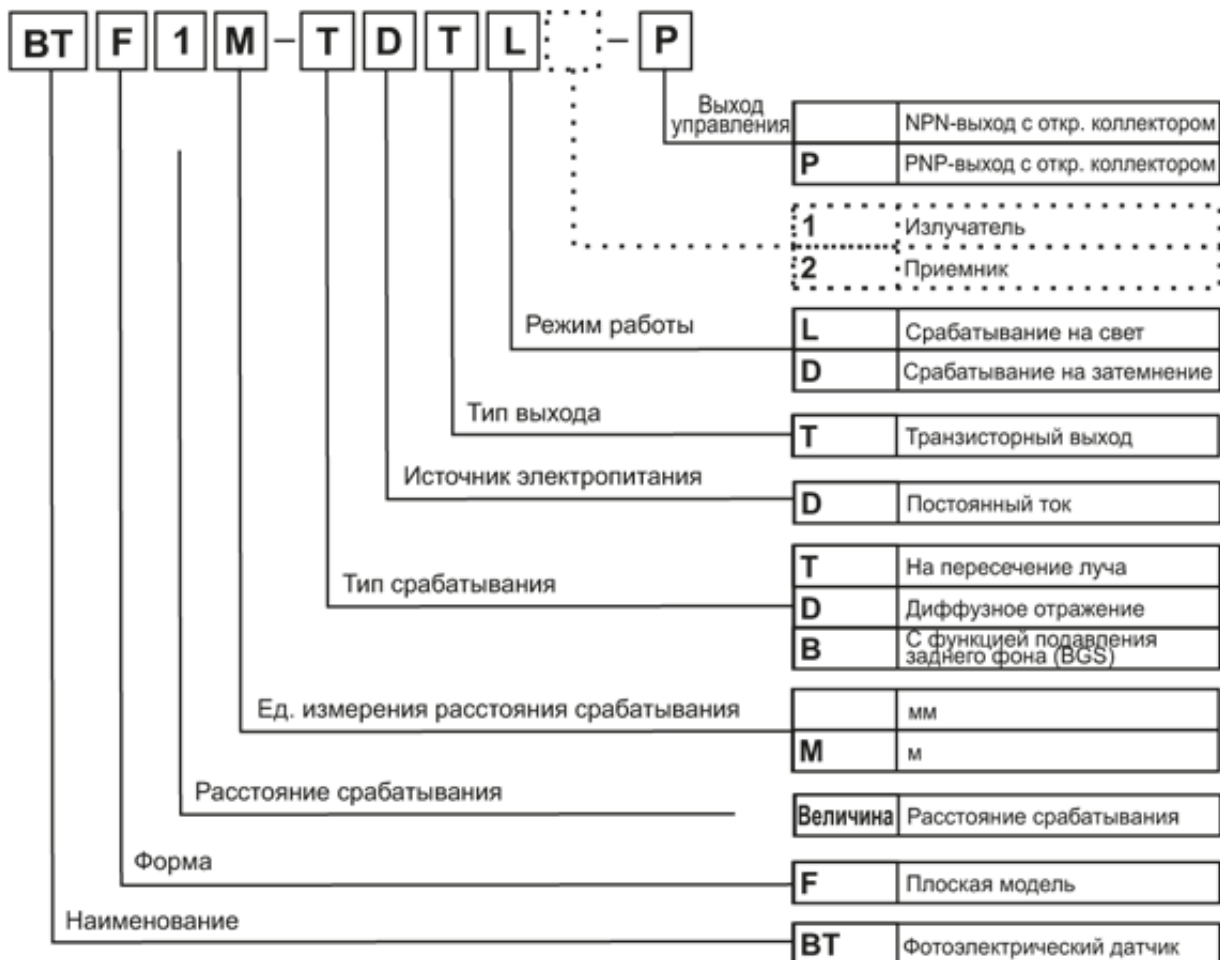 BT F 1 M – T D T L – P
Выход управления
NPN-выход с откр. коллектором
P PNP-выход с откр. коллектором
1 Излучатель
2 Приемник
Режим работы
L Срабатывание на свет
D Срабатывание на затемнение
Тип выхода
T Транзисторный выход
Источник электропитания
D Постоянный ток
Тип срабатывания
T На пересечение луча
D Диффузное отражение
B С функцией подавления заднего фона (BGS)
Ед. измерения расстояния срабатывания
мм
M м
Расстояние срабатывания
Величина Расстояние срабатывания
Форма
F Плоская модель
Наименование
BT Фотоэлектрический датчик